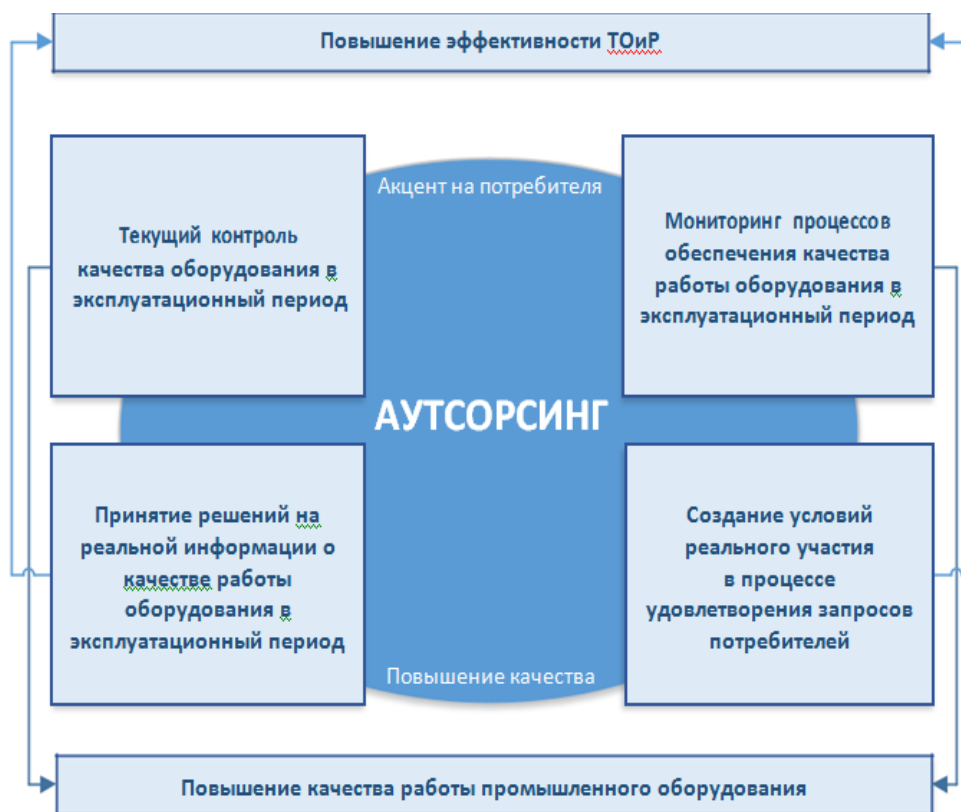 Повышение эффективности ТОиР
Акцент на потребителя
Текущий контроль
качества оборудования в
эксплуатационный период
Мониторинг процессов
обеспечения качества
работы оборудования в
эксплуатационный период
АУТСОРСИНГ
Принятие решений на
реальной информации о
качестве работы
оборудования в
эксплуатационный период
Создание условий
реального участия
в процессе
удовлетворения запросов
потребителей
Повышение качества
Повышение качества работы промышленного оборудования